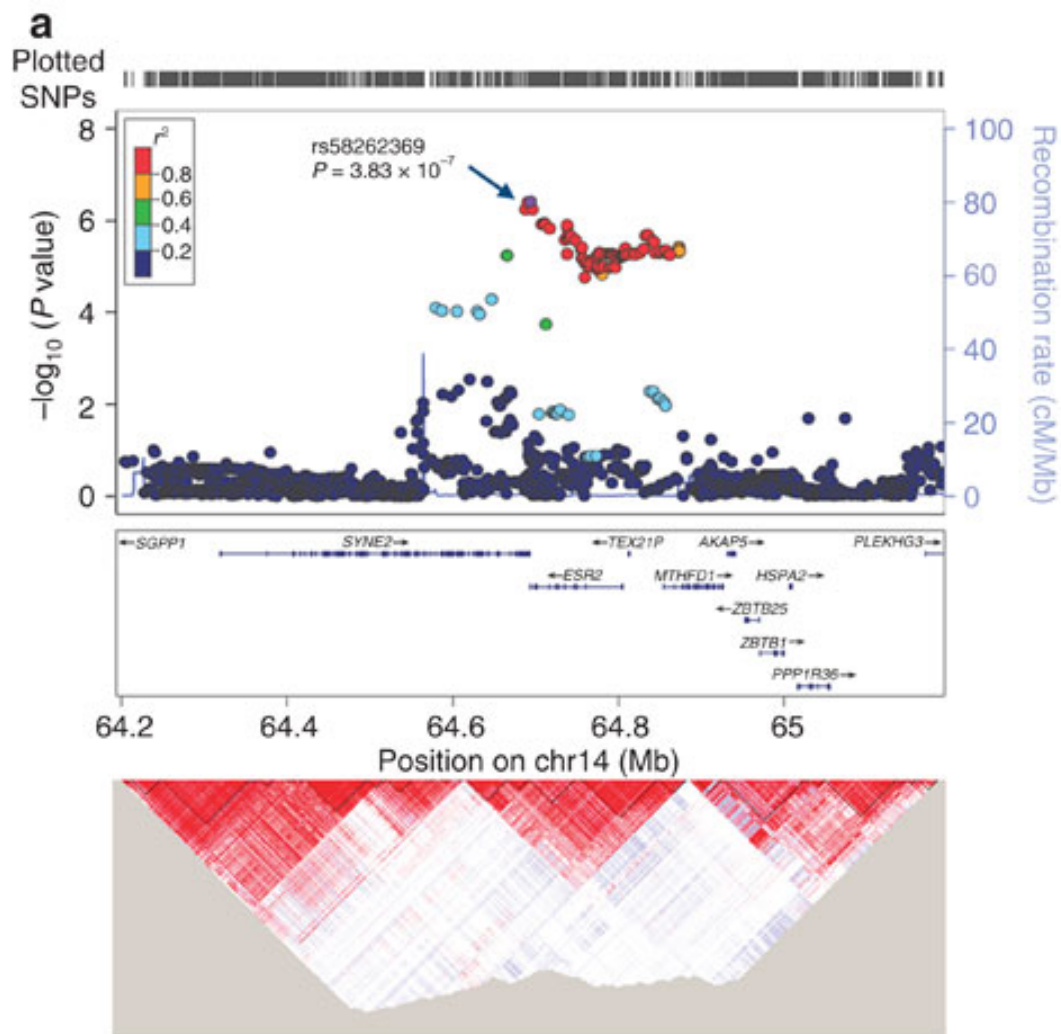 a
Plotted
SNPs
8
6
4
2
0
–log10 (P value)
r2
0.8
0.6
0.4
0.2
rs58262369
P = 3.83 × 10−7
100
80
60
40
20
0
Recombination rate (cM/Mb)
←SGPP1 SYNE2→ ←TEX21P AKAP5→ PLEKHG3→
←ESR2 MTHFD1→ HSPA2→
←ZBTB25
ZBTB1→
PPP1R36→
64.2 64.4 64.6 64.8 65
Position on chr14 (Mb)